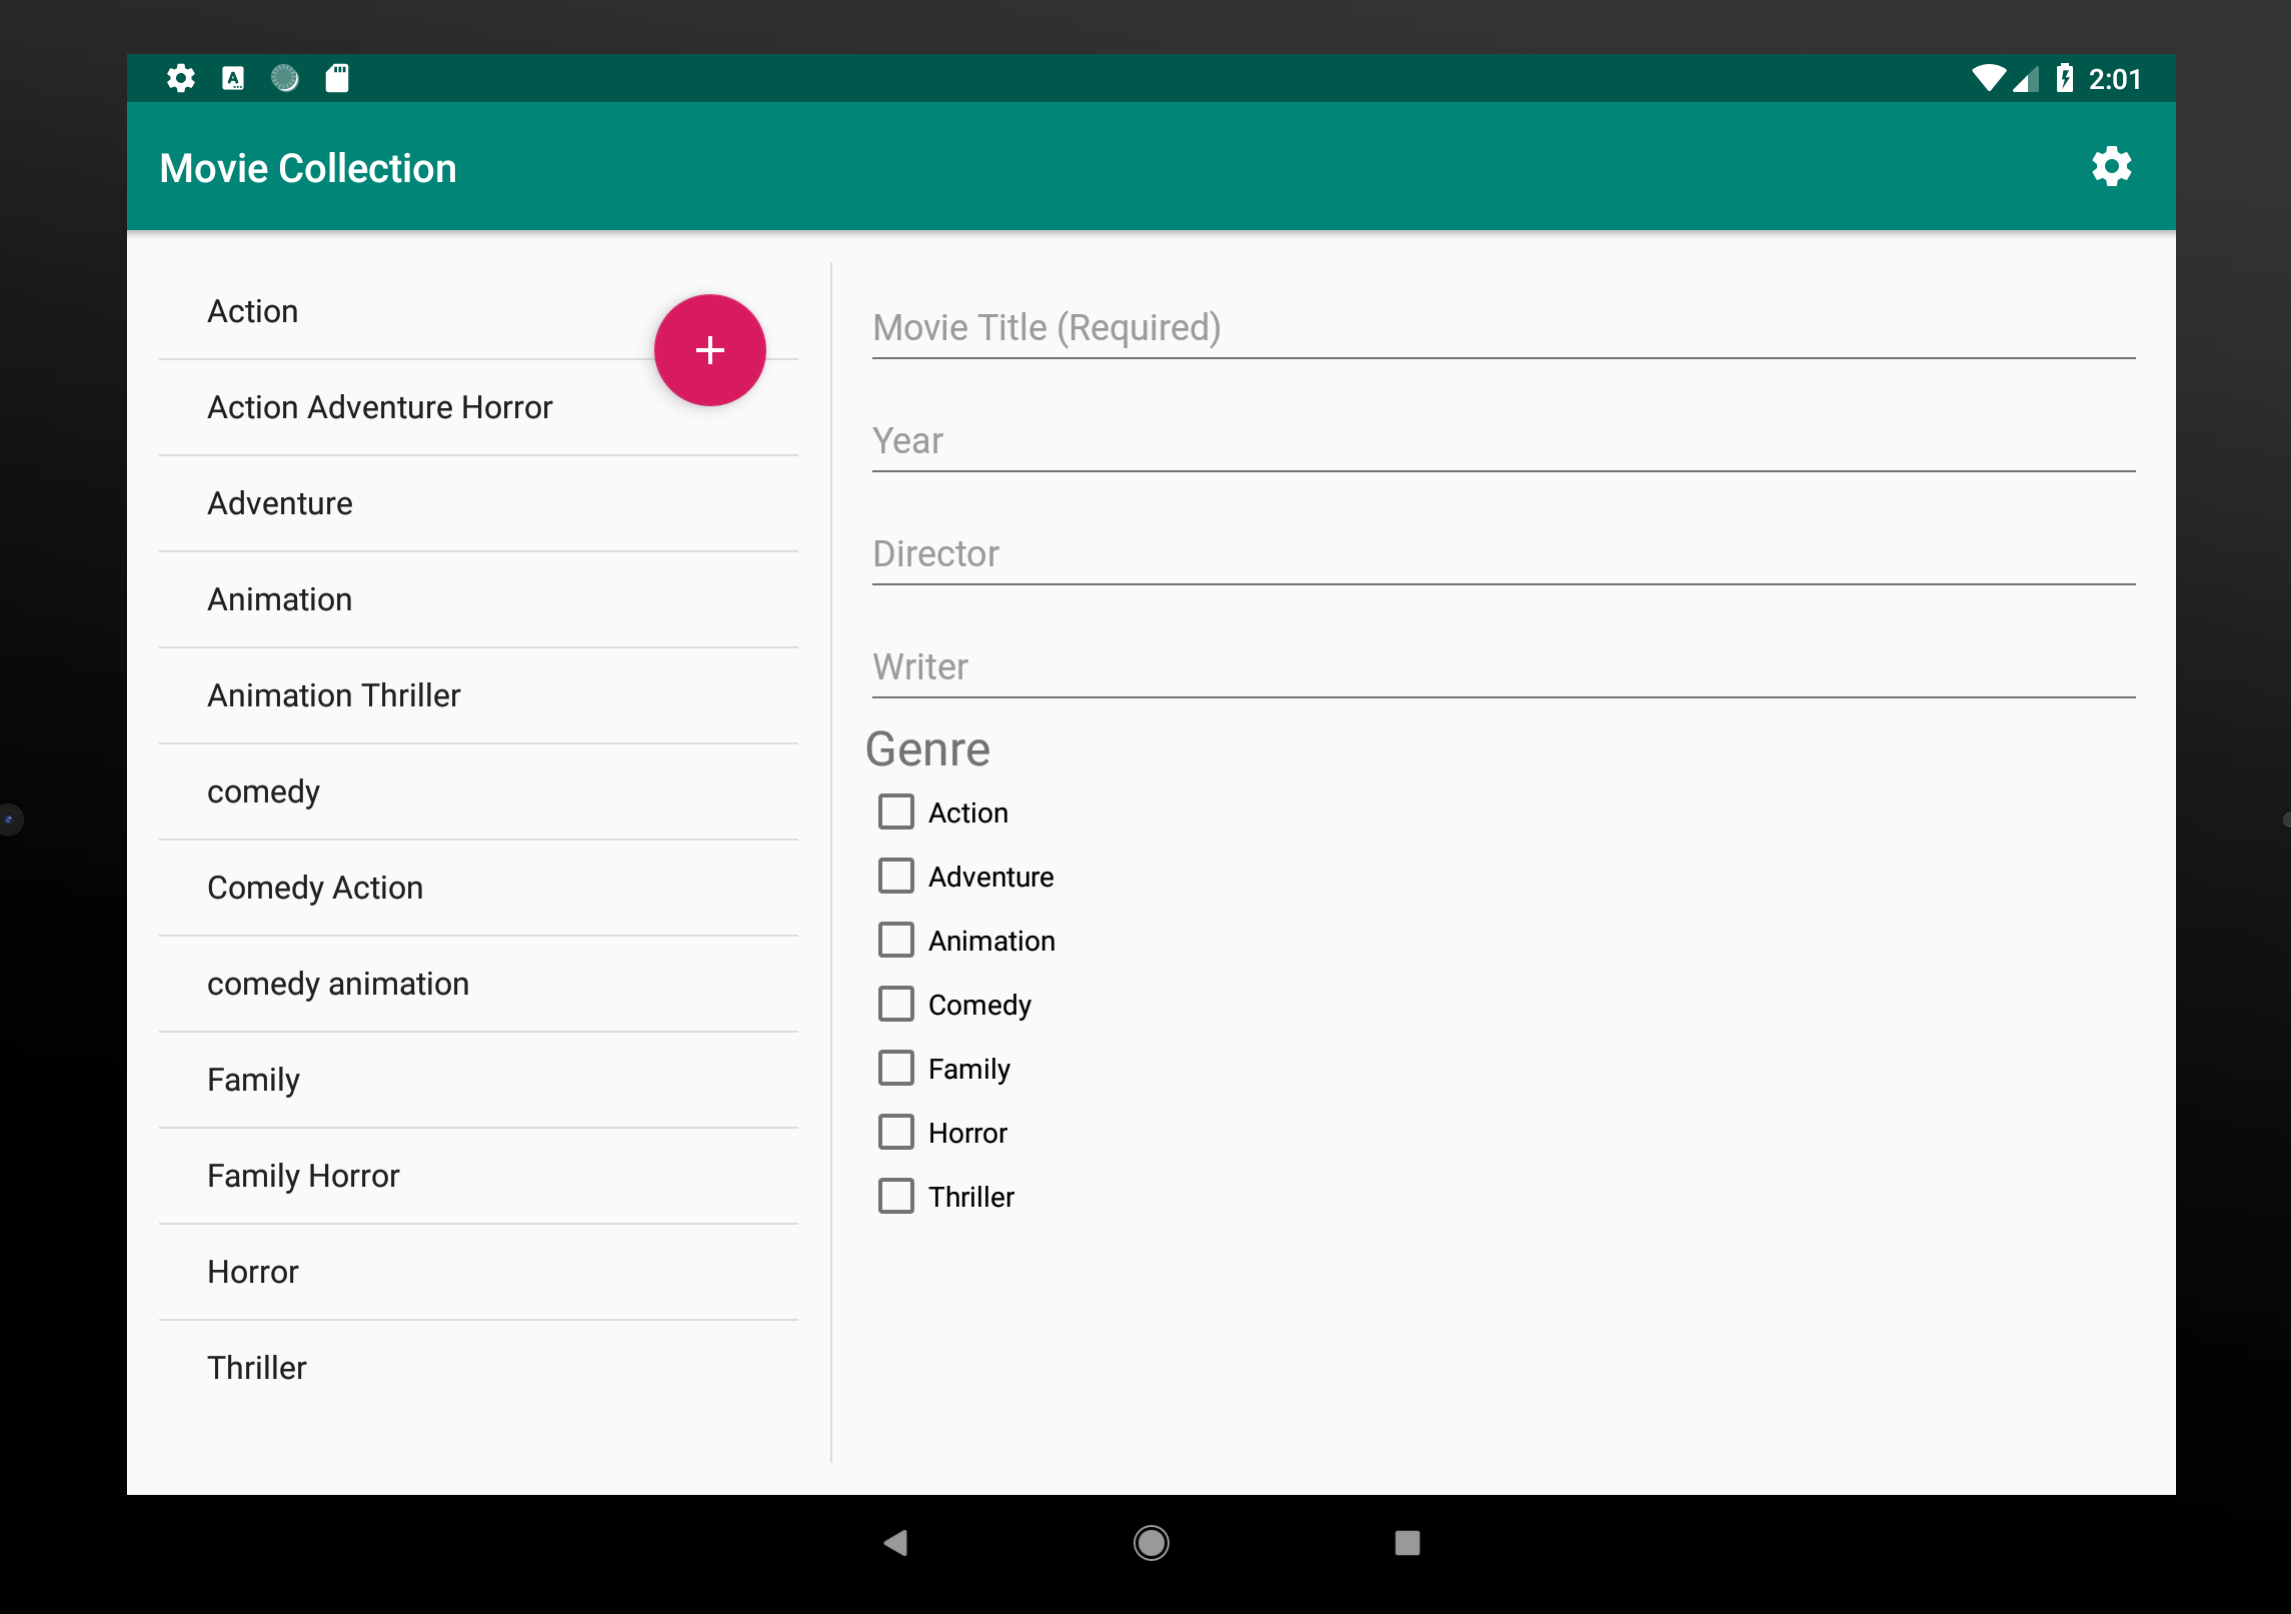 2:01
Movie Collection
Action
Action Adventure Horror
Adventure
Animation
Animation Thriller
comedy
Comedy Action
comedy animation
Family
Family Horror
Horror
Thriller
Movie Title (Required)
Year
Director
Writer
Genre
Action
Adventure
Animation
Comedy
Family
Horror
Thriller